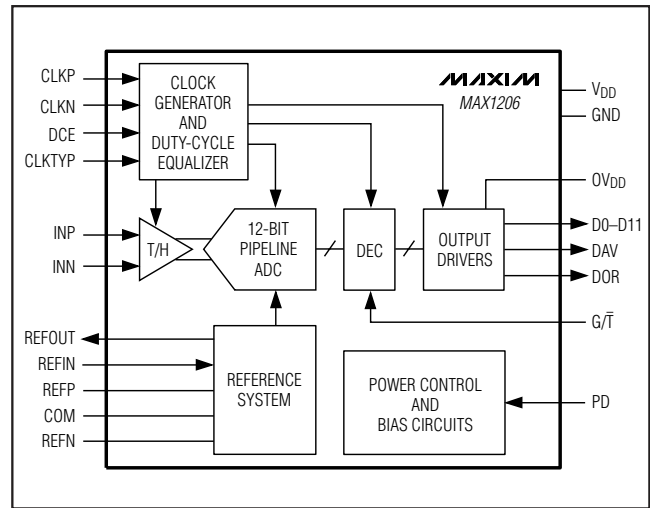 CLKP
CLKN
DCE
CLKTYP
CLOCK
GENERATOR
AND
DUTY-CYCLE
EQUALIZER
MAXIM
MAX1206
VDD
GND
OVDD
INP
INN
T/H
12-BIT
PIPELINE
ADC
DEC
OUTPUT
DRIVERS
D0–D11
DAV
DOR
G/T̅
REFOUT
REFIN
REFP
COM
REFN
REFERENCE
SYSTEM
POWER CONTROL
AND
BIAS CIRCUITS
PD